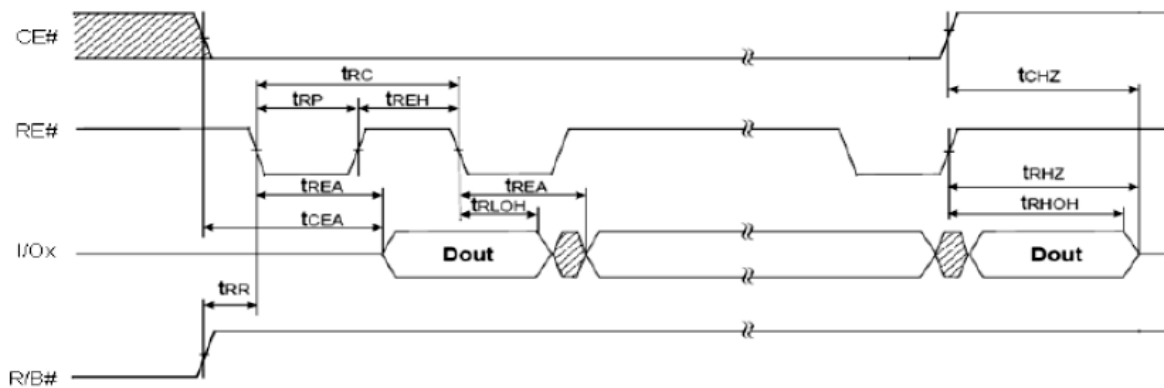 CE#
tRC
tCHZ
tRP
tREH
RE#
tREA
tREA
tRHZ
tCEA
tRLOH
tRHOH
I/Ox
Dout
Dout
tRR
R/B#